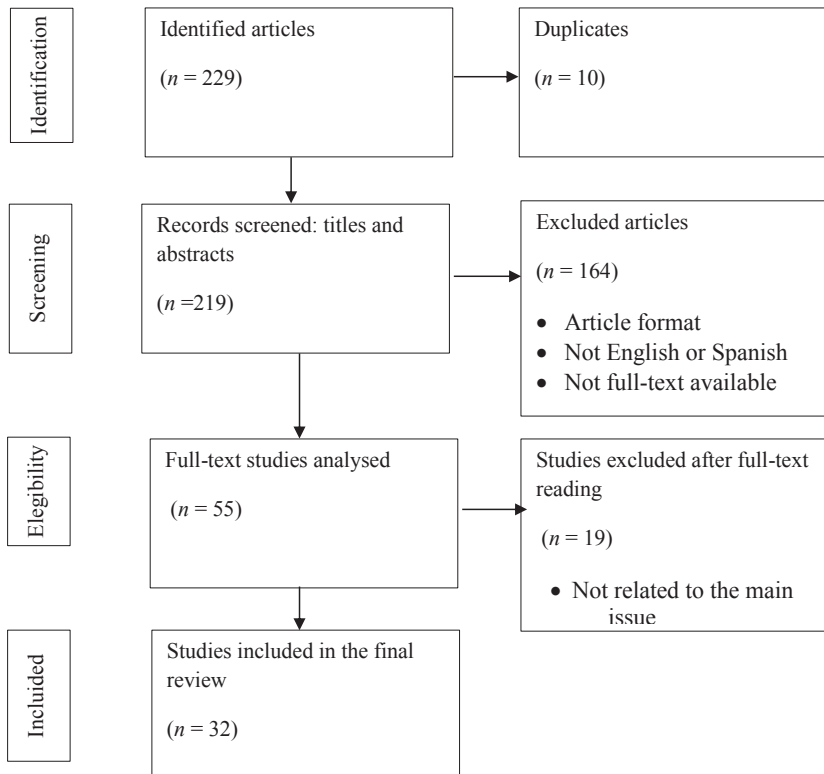 Identification
Identified articles
(n = 229)
Duplicates
(n = 10)
Screening
Records screened: titles and
abstracts
(n =219)
Excluded articles
(n = 164)
• Article format
• Not English or Spanish
• Not full-text available
Elegibility
Full-text studies analysed
(n = 55)
Studies excluded after full-text
reading
(n = 19)
• Not related to the main
issue
Incluided
Studies included in the final
review
(n = 32)